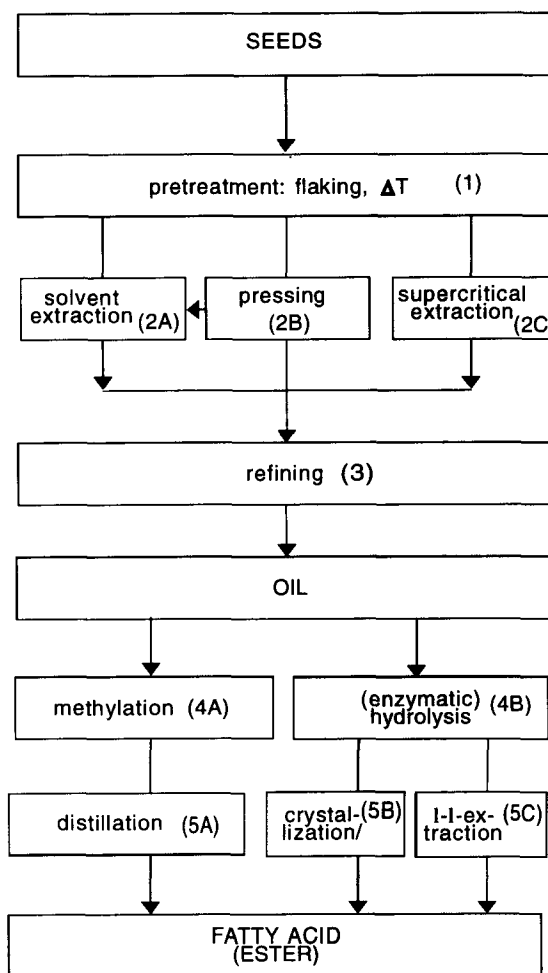 SEEDS
pretreatment: flaking, ΔT (1)
solvent
extraction (2A)
pressing
(2B)
supercritical
extraction (2C
refining (3)
OIL
methylation (4A)
(enzymatic)
hydrolysis (4B)
distillation (5A)
crystal- (5B)
lization/
l-l-ex- (5C)
traction
FATTY ACID
(ESTER)